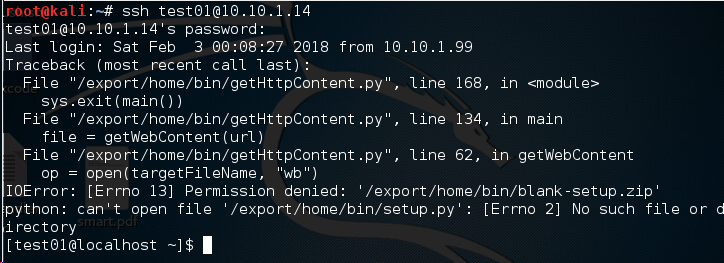 root@kali:~# ssh test01@10.10.1.14
test01@10.10.1.14's password:
Last login: Sat Feb  3 00:08:27 2018 from 10.10.1.99
Traceback (most recent call last):
  File "/export/home/bin/getHttpContent.py", line 168, in <module>
    sys.exit(main())
  File "/export/home/bin/getHttpContent.py", line 134, in main
    file = getWebContent(url)
  File "/export/home/bin/getHttpContent.py", line 62, in getWebContent
    op = open(targetFileName, "wb")
IOError: [Errno 13] Permission denied: '/export/home/bin/blank-setup.zip'
python: can't open file '/export/home/bin/setup.py': [Errno 2] No such file or d
irectory
smart.pdf
[test01@localhost ~]$